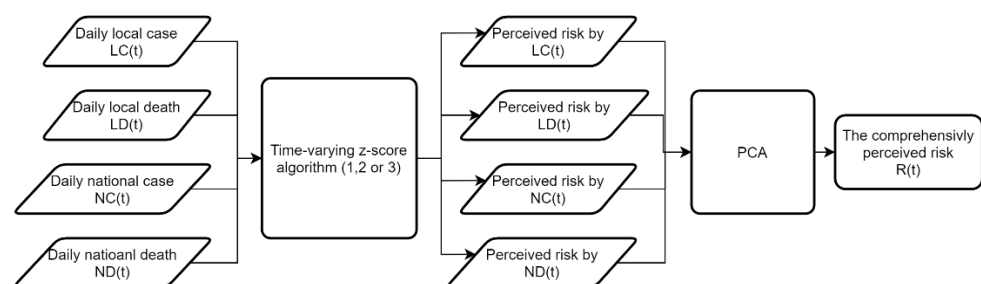 Daily local case
LC(t)
Daily local death
LD(t)
Daily national case
NC(t)
Daily natioanl death
ND(t)
Time-varying z-score
algorithm (1,2 or 3)
Perceived risk by
LC(t)
Perceived risk by
LD(t)
Perceived risk by
NC(t)
Perceived risk by
ND(t)
PCA
The comprehensivly
perceived risk
R(t)